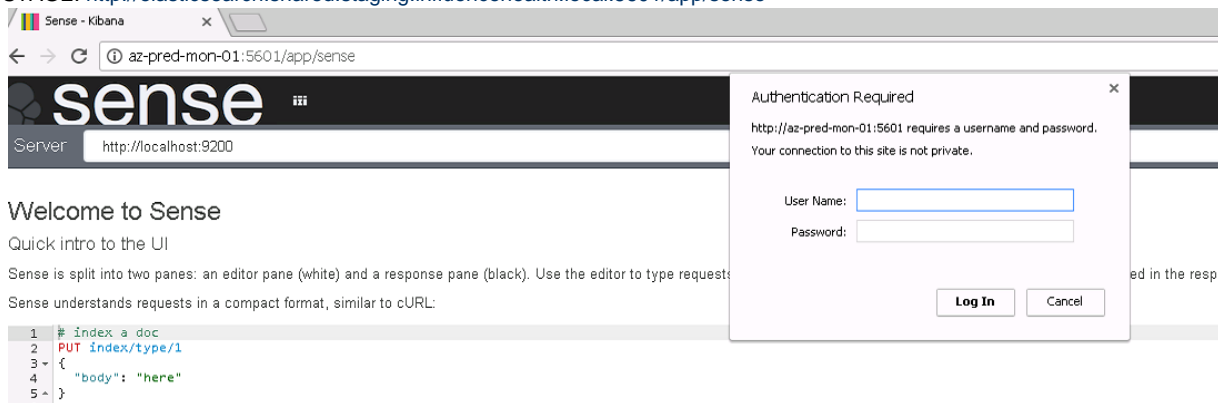 Sense - Kibana
az-pred-mon-01:5601/app/sense
sense
Server http://localhost:9200
Authentication Required
http://az-pred-mon-01:5601 requires a username and password.
Your connection to this site is not private.
User Name:
Password:
Log In Cancel
Welcome to Sense
Quick intro to the UI
Sense is split into two panes: an editor pane (white) and a response pane (black). Use the editor to type requests ed in the resp
Sense understands requests in a compact format, similar to cURL:
1 # index a doc
2 PUT index/type/1
3 {
4 "body": "here"
5 }